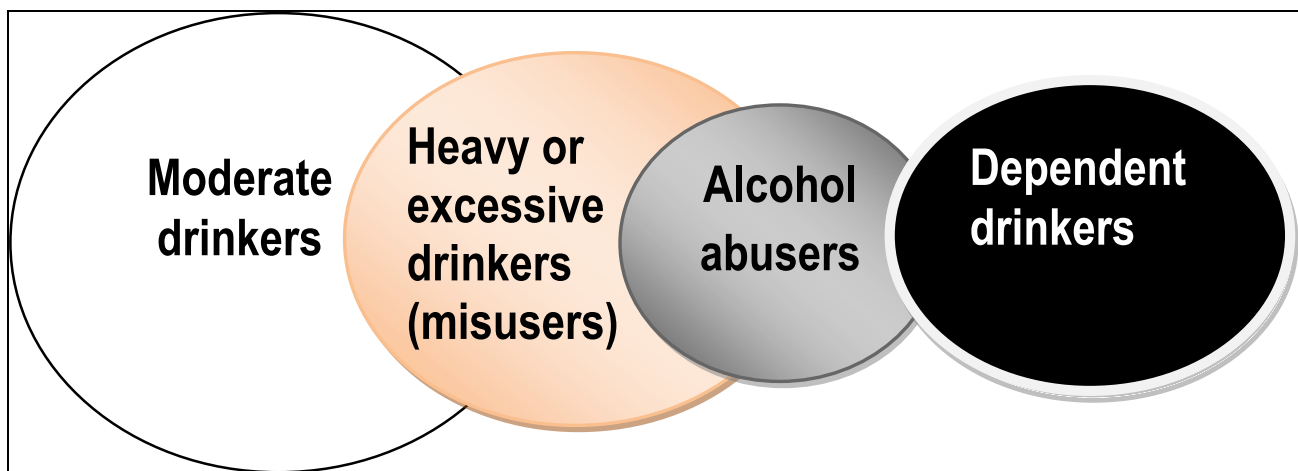 Moderate
drinkers
Heavy or
excessive
drinkers
(misusers)
Alcohol
abusers
Dependent
drinkers